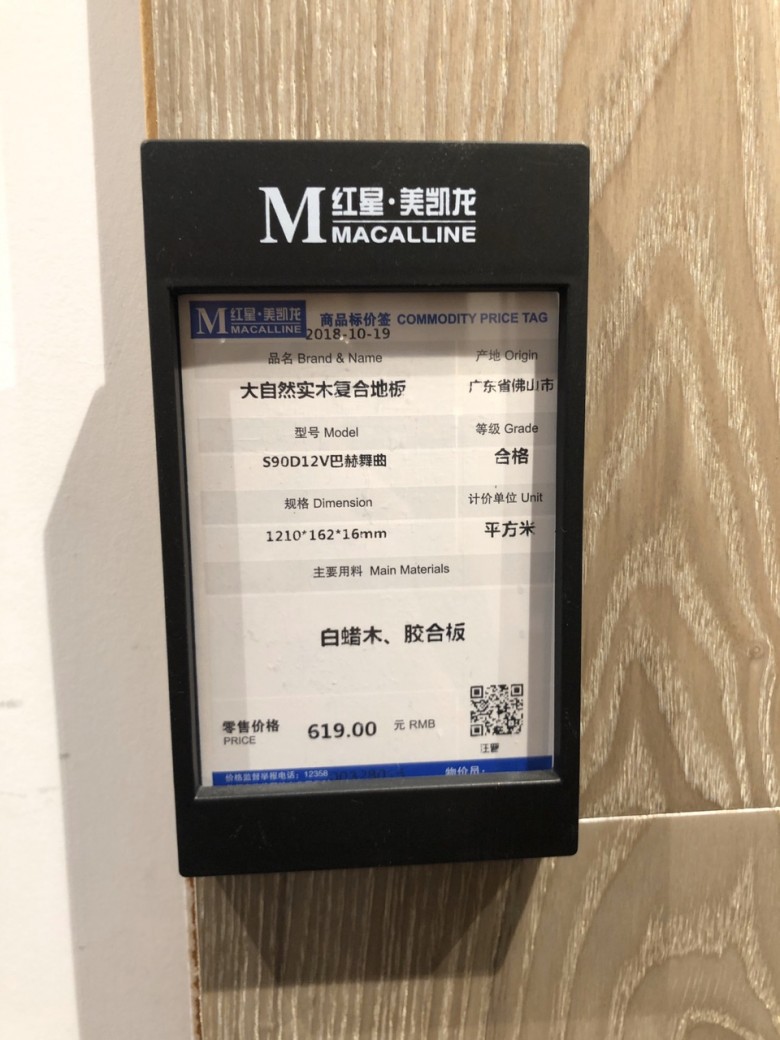 M 红星·美凯龙
MACALLINE
M 红星·美凯龙
MACALLINE
商品标价签 COMMODITY PRICE TAG
2018-10-19
品名 Brand & Name 产地 Origin
大自然实木复合地板 广东省佛山市
型号 Model 等级 Grade
S90D12V巴赫舞曲 合格
规格 Dimension 计价单位 Unit
1210*162*16mm 平方米
主要用料 Main Materials
白蜡木、胶合板
零售价格 619.00 元 RMB
PRICE
价格监督举报电话：12358 物价员：